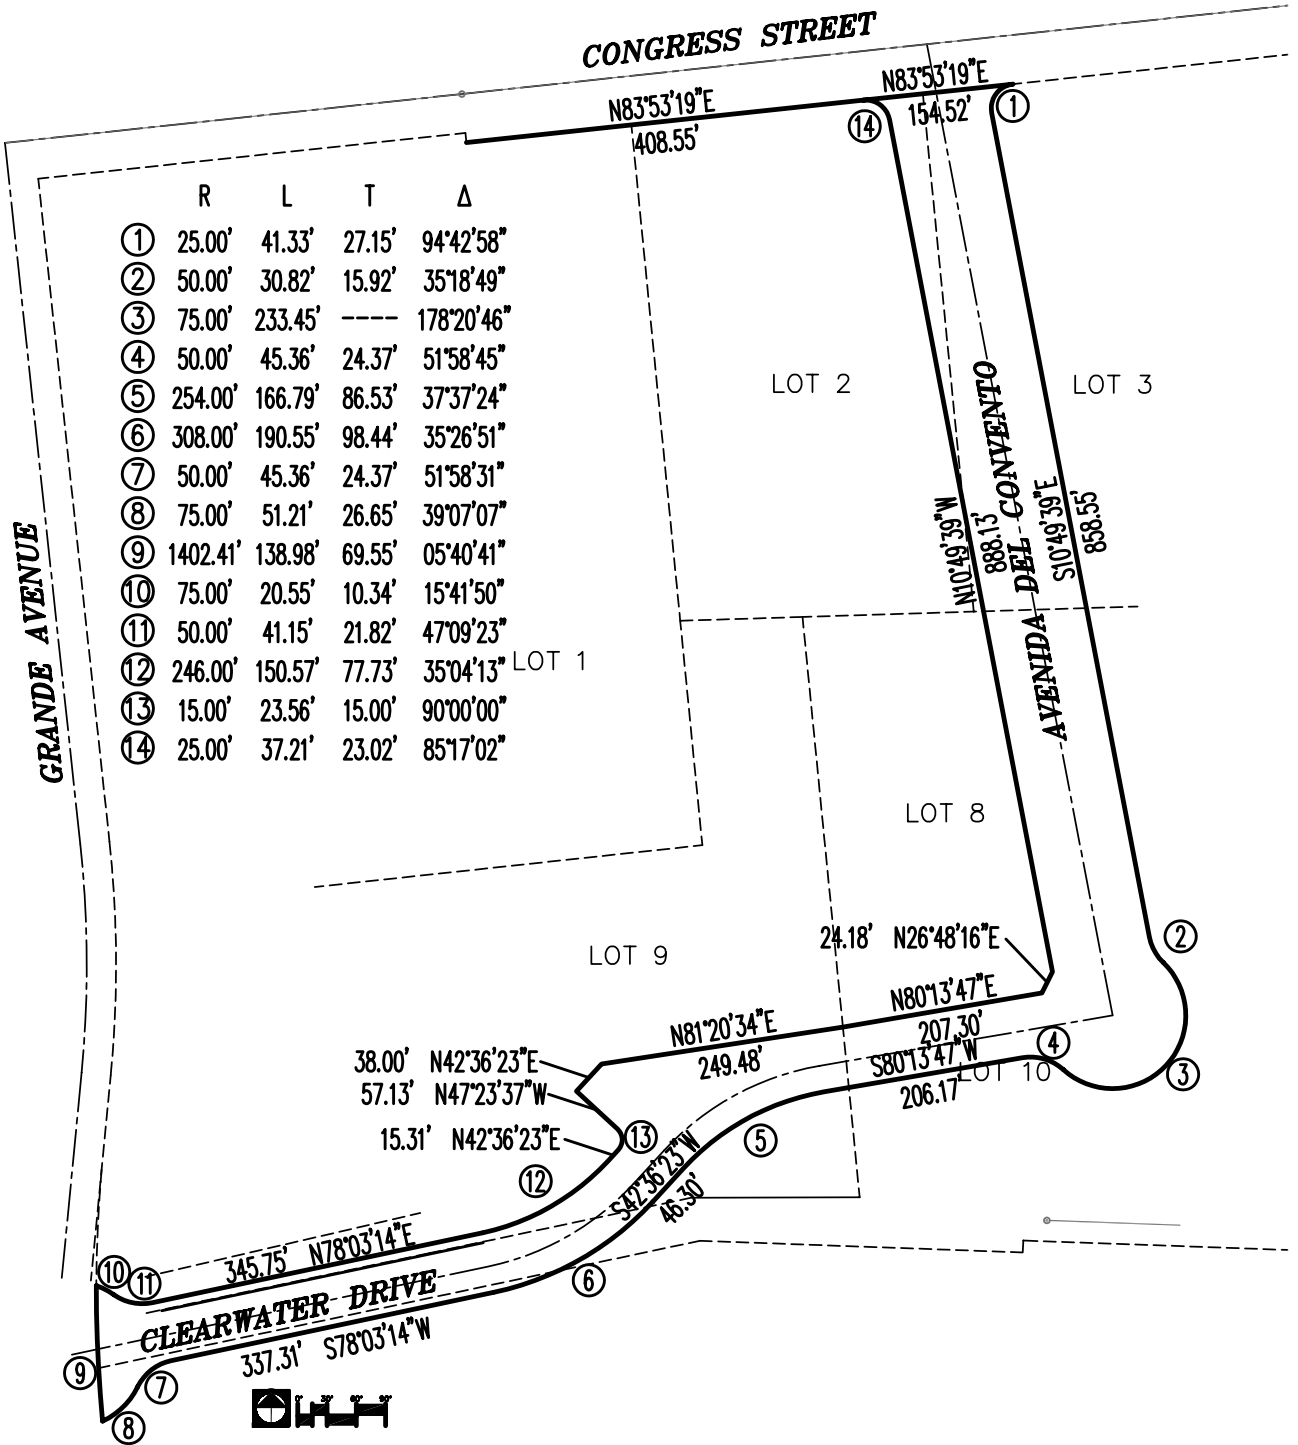 CONGRESS STREET
N83°53'19"E
N83°53'19"E
154.52'
408.55'
1
14
R L T Δ
1 25.00' 41.33' 27.15' 94°42'58"
2 50.00' 30.82' 15.92' 35°18'49"
3 75.00' 233.45' ---- 178°20'46"
4 50.00' 45.36' 24.37' 51°58'45"
5 254.00' 166.79' 86.53' 37°37'24"
6 308.00' 190.55' 98.44' 35°26'51"
7 50.00' 45.36' 24.37' 51°58'31"
8 75.00' 51.21' 26.65' 39°07'07"
9 1402.41' 138.98' 69.55' 05°40'41"
10 75.00' 20.55' 10.34' 15°41'50"
11 50.00' 41.15' 21.82' 47°09'23"
12 246.00' 150.57' 77.73' 35°04'13"
13 15.00' 23.56' 15.00' 90°00'00"
14 25.00' 37.21' 23.02' 85°17'02"
LOT 2
LOT 3
GRANDE AVENUE
AVENIDA DEL CONVENTO
N10°49'39"W
888.13'
S10°49'39"E
858.55'
LOT 1
LOT 8
24.18' N26°48'16"E
2
LOT 9
N80°13'47"E
207.30'
N81°20'34"E
249.48'
S80°13'47"W
206.17'
4
LOT 10
3
38.00' N42°36'23"E
57.13' N47°23'37"W
15.31' N42°36'23"E
13
5
12
S42°36'23"W
46.30'
345.75' N78°03'14"E
10
11
6
CLEARWATER DRIVE
337.31' S78°03'14"W
9
7
8
0' 30' 60' 90'